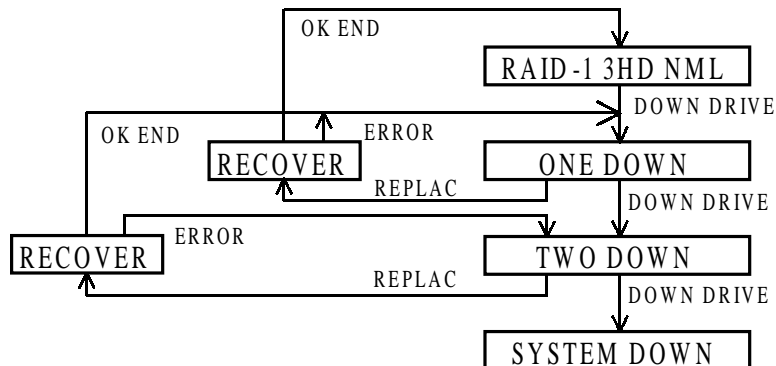 OK END
RAID-1 3HD NML
DOWN DRIVE
OK END
ERROR
RECOVER
ONE DOWN
REPLAC
DOWN DRIVE
ERROR
RECOVER
TWO DOWN
REPLAC
DOWN DRIVE
SYSTEM DOWN